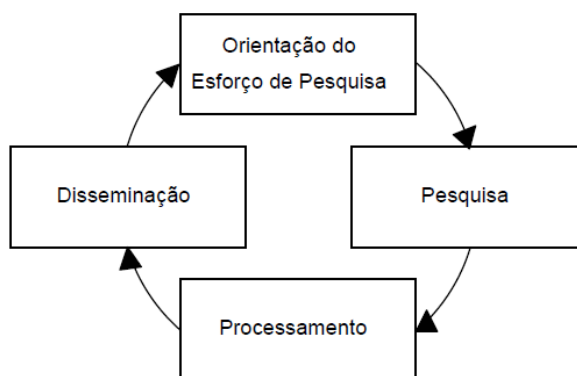 Orientação do
Esforço de Pesquisa
Disseminação
Pesquisa
Processamento